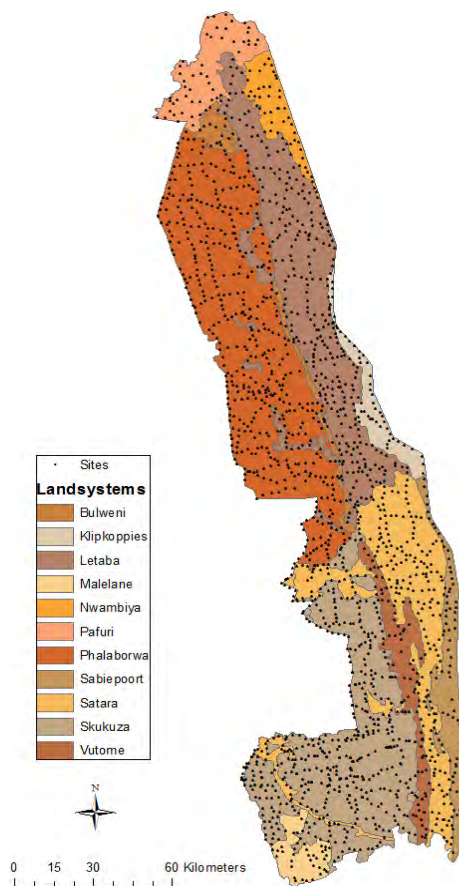 Sites
Landsystems
Bulweni
Klipkoppies
Letaba
Malelane
Nwambiya
Pafuri
Phalaborwa
Sabiepoort
Satara
Skukuza
Vutome
N
0 15 30 60 Kilometers